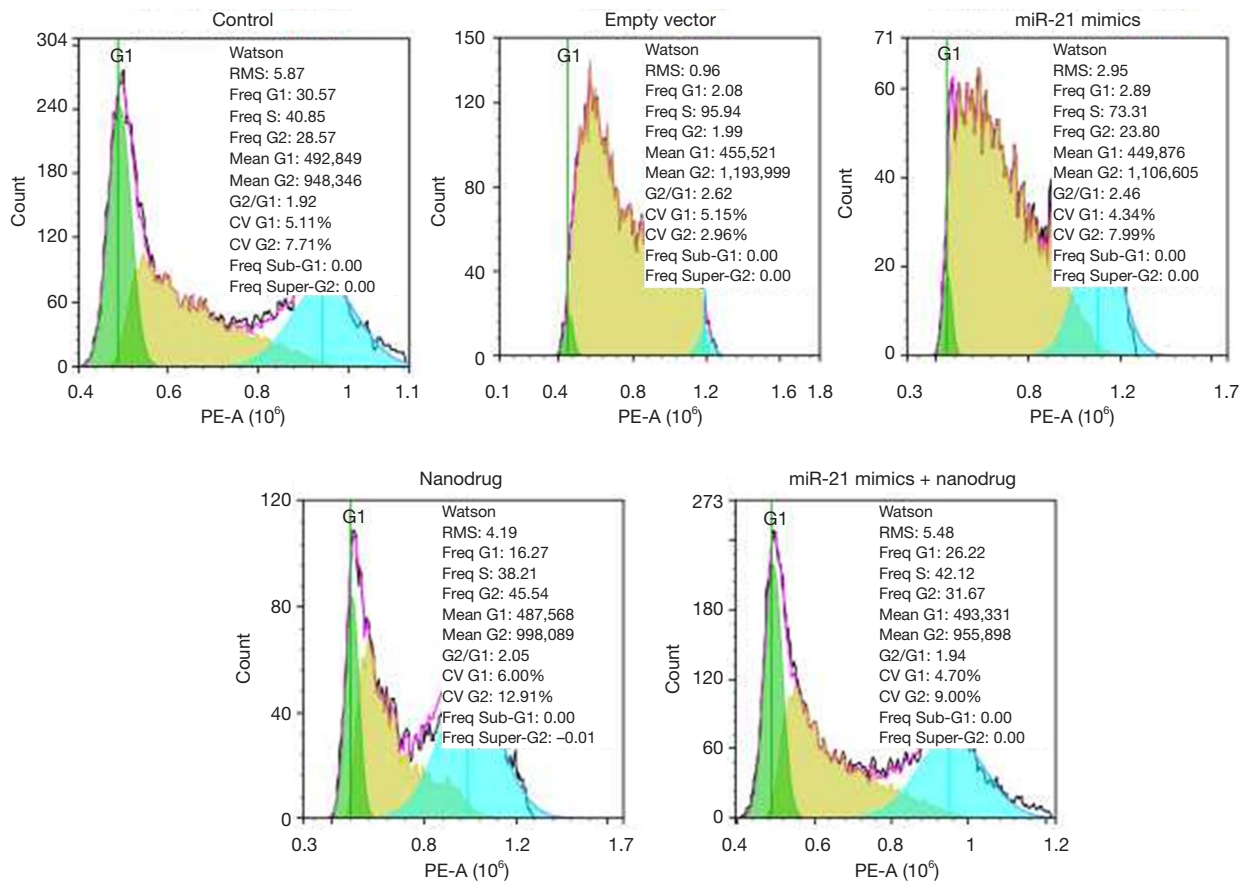 Control
304
240
180
120
60
0
Count
G1
Watson
RMS: 5.87
Freq G1: 30.57
Freq S: 40.85
Freq G2: 28.57
Mean G1: 492,849
Mean G2: 948,346
G2/G1: 1.92
CV G1: 5.11%
CV G2: 7.71%
Freq Sub-G1: 0.00
Freq Super-G2: 0.00
0.4 0.6 0.8 1 1.1
PE-A (10⁶)
Empty vector
150
120
80
40
0
Count
G1
Watson
RMS: 0.96
Freq G1: 2.08
Freq S: 95.94
Freq G2: 1.99
Mean G1: 455,521
Mean G2: 1,193,999
G2/G1: 2.62
CV G1: 5.15%
CV G2: 2.96%
Freq Sub-G1: 0.00
Freq Super-G2: 0.00
0.1 0.4 0.8 1.2 1.6 1.8
PE-A (10⁶)
miR-21 mimics
71
60
40
20
0
Count
G1
Watson
RMS: 2.95
Freq G1: 2.89
Freq S: 73.31
Freq G2: 23.80
Mean G1: 449,876
Mean G2: 1,106,605
G2/G1: 2.46
CV G1: 4.34%
CV G2: 7.99%
Freq Sub-G1: 0.00
Freq Super-G2: 0.00
0.3 0.8 1.2 1.7
PE-A (10⁶)
Nanodrug
120
80
40
0
Count
G1
Watson
RMS: 4.19
Freq G1: 16.27
Freq S: 38.21
Freq G2: 45.54
Mean G1: 487,568
Mean G2: 998,089
G2/G1: 2.05
CV G1: 6.00%
CV G2: 12.91%
Freq Sub-G1: 0.00
Freq Super-G2: –0.01
0.3 0.8 1.2 1.7
PE-A (10⁶)
miR-21 mimics + nanodrug
273
180
120
60
0
Count
G1
Watson
RMS: 5.48
Freq G1: 26.22
Freq S: 42.12
Freq G2: 31.67
Mean G1: 493,331
Mean G2: 955,898
G2/G1: 1.94
CV G1: 4.70%
CV G2: 9.00%
Freq Sub-G1: 0.00
Freq Super-G2: 0.00
0.4 0.6 0.8 1 1.2
PE-A (10⁶)